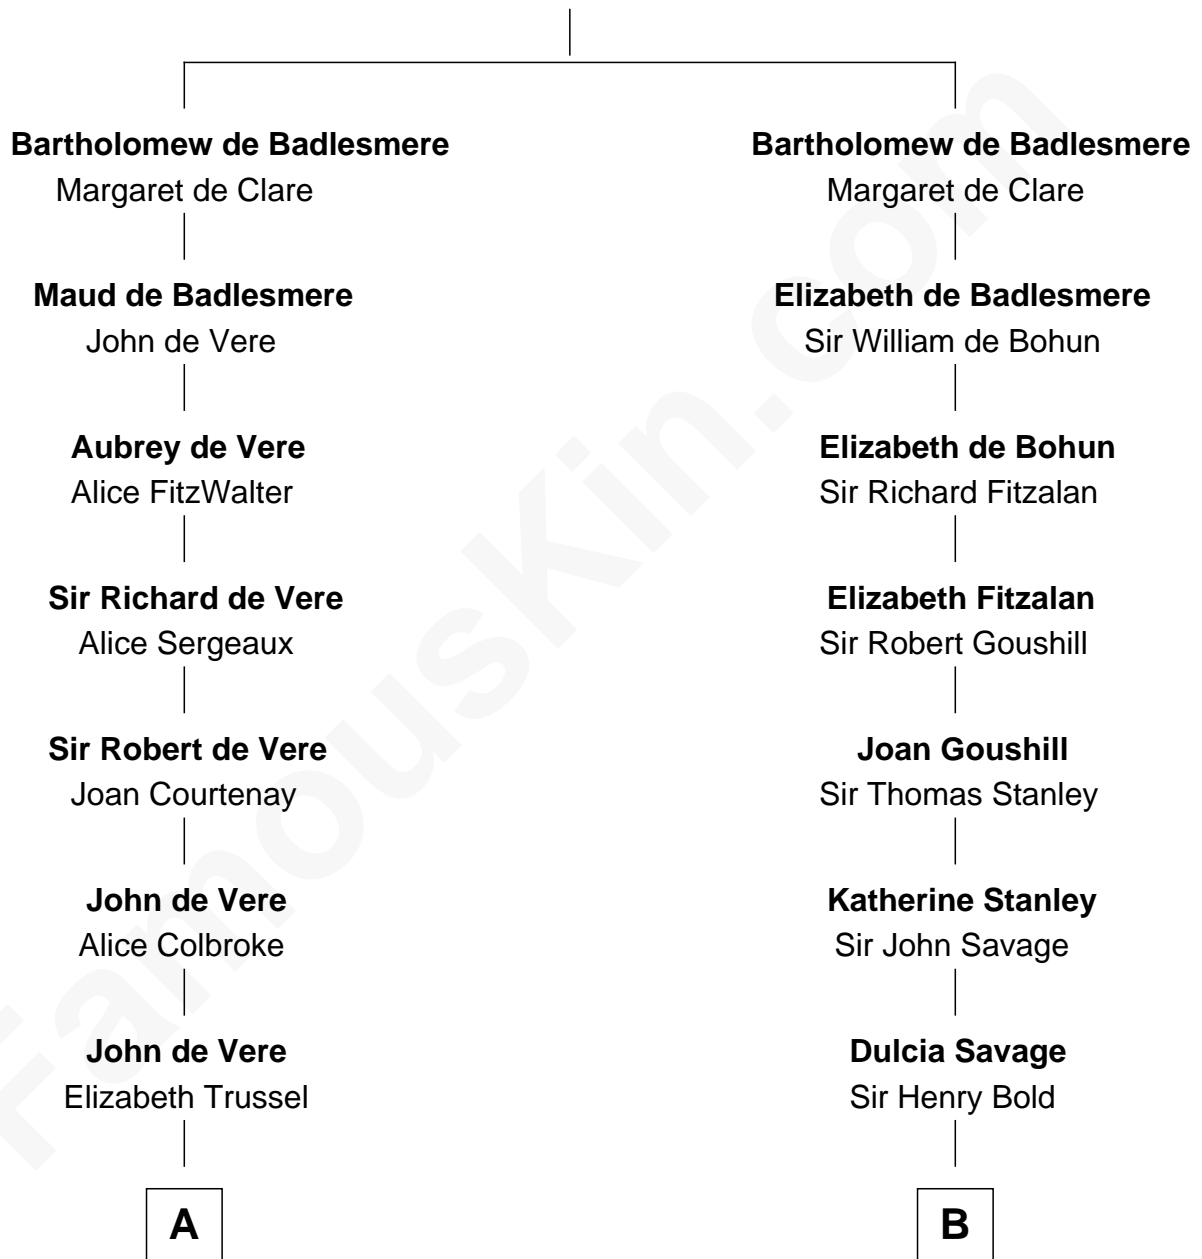 Bartholomew de Badlesmere
Margaret de Clare
Maud de Badlesmere
John de Vere
Aubrey de Vere
Alice FitzWalter
Sir Richard de Vere
Alice Sergeaux
Sir Robert de Vere
Joan Courtenay
John de Vere
Alice Colbroke
John de Vere
Elizabeth Trussel
A
Bartholomew de Badlesmere
Margaret de Clare
Elizabeth de Badlesmere
Sir William de Bohun
Elizabeth de Bohun
Sir Richard Fitzalan
Elizabeth Fitzalan
Sir Robert Goushill
Joan Goushill
Sir Thomas Stanley
Katherine Stanley
Sir John Savage
Dulcia Savage
Sir Henry Bold
B
FamousKin.com